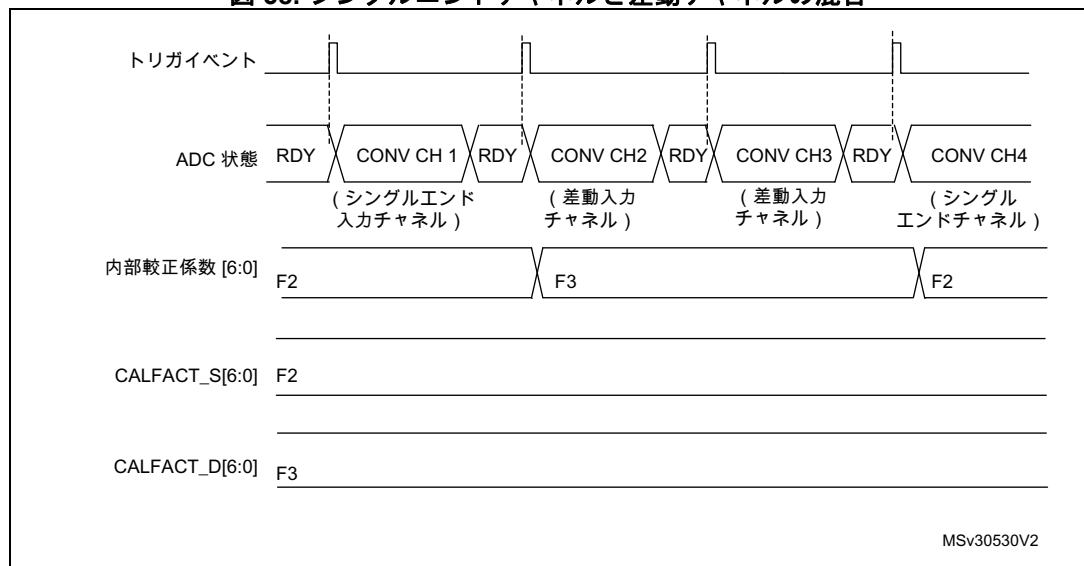 トリガイベント
ADC 状態
RDY
CONV CH 1
RDY
CONV CH2
RDY
CONV CH3
RDY
CONV CH4
(シングルエンド
入力チャネル)
(差動入力
チャネル)
(差動入力
チャネル)
(シングル
エンドチャネル)
内部較正係数 [6:0]
F2
F3
F2
CALFACT_S[6:0]
F2
CALFACT_D[6:0]
F3
MSv30530V2